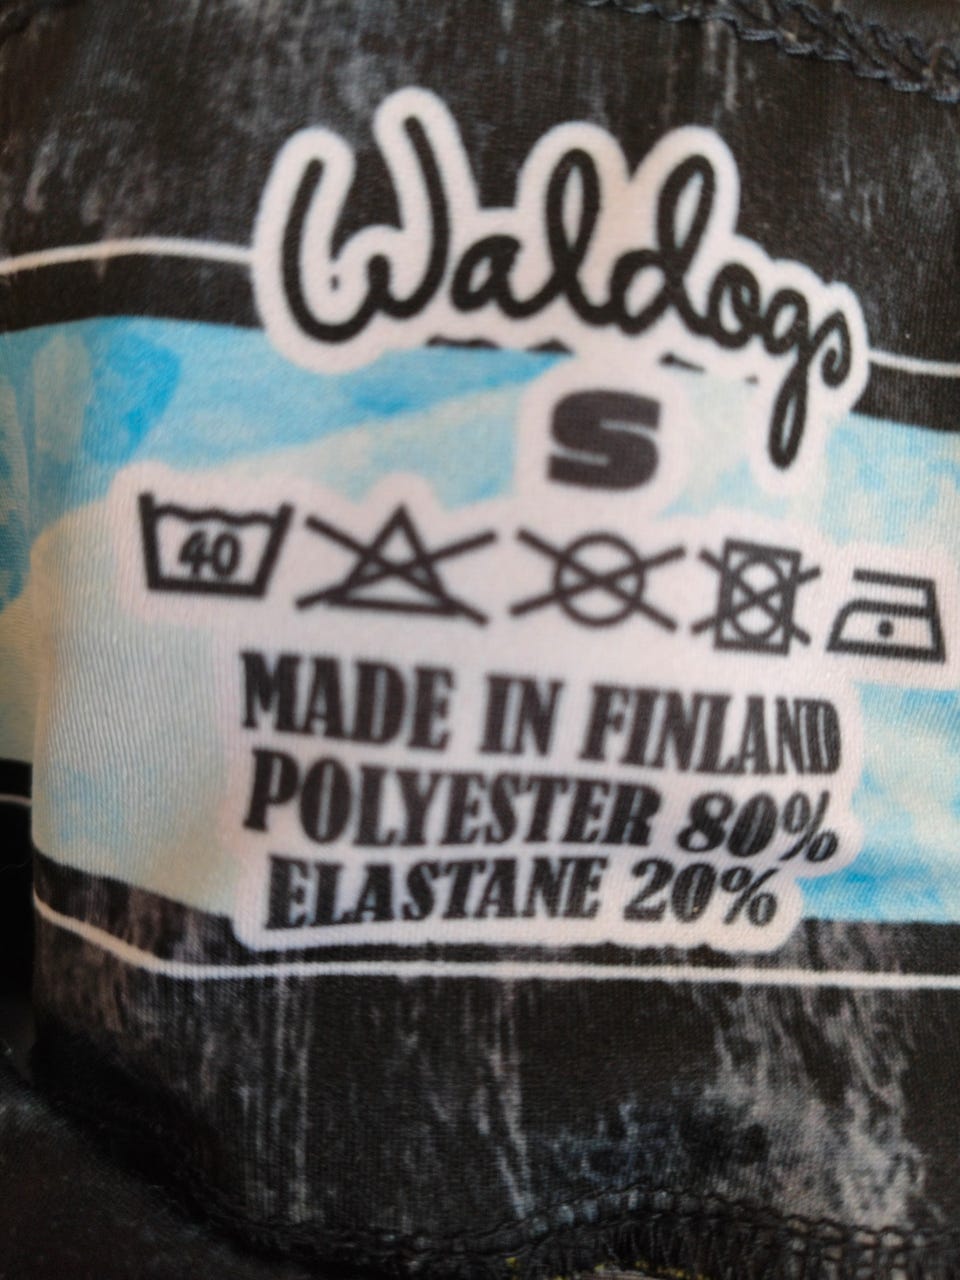 Waldogs
S
40
MADE IN FINLAND
POLYESTER 80%
ELASTANE 20%